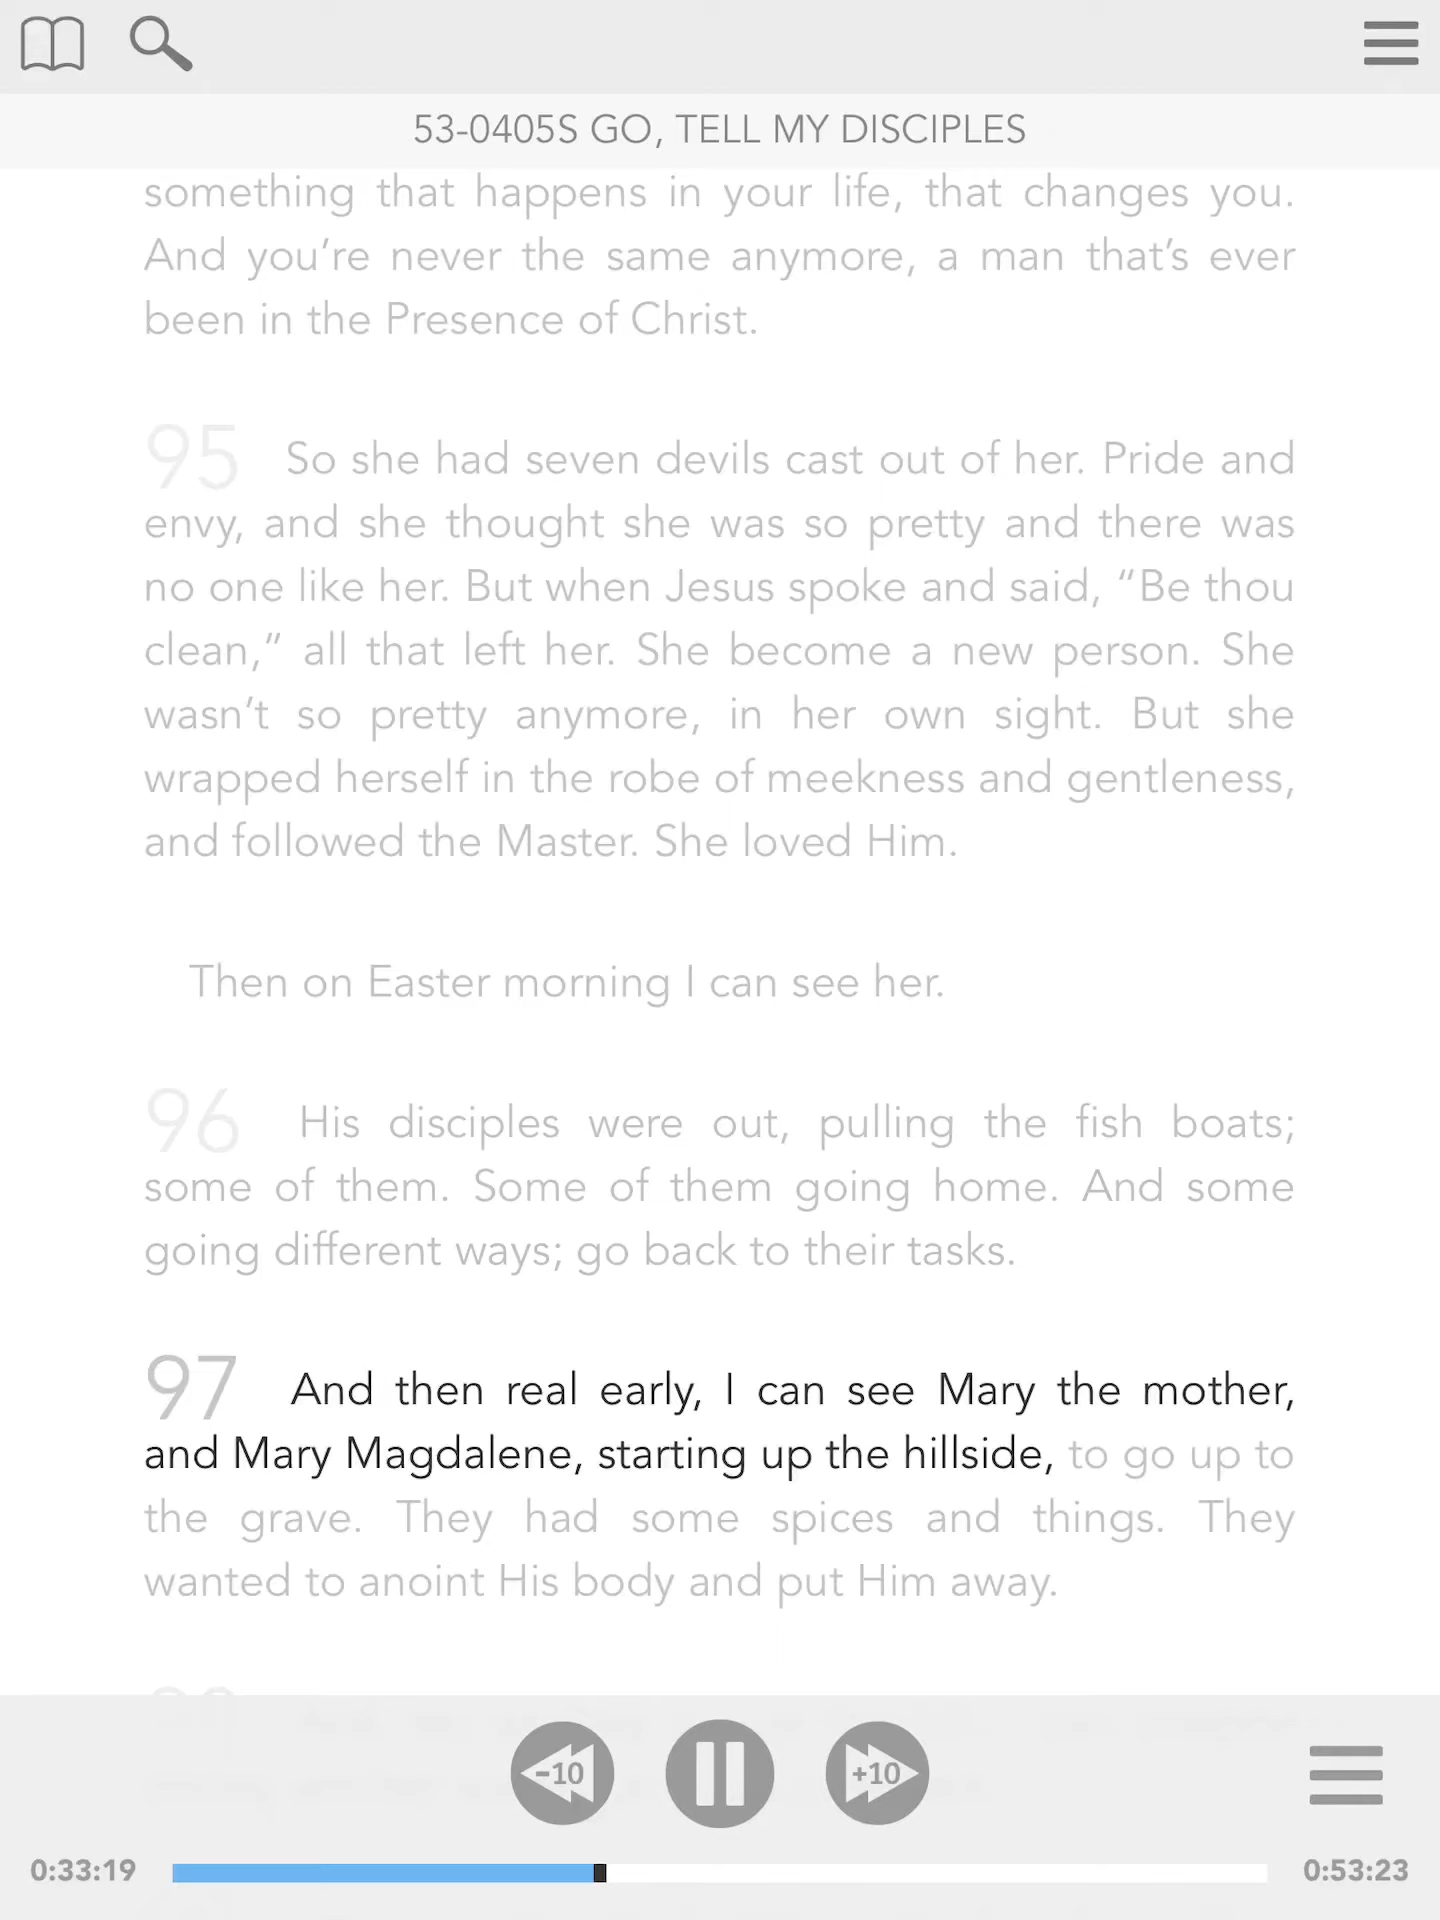 53-0405S GO, TELL MY DISCIPLES
something that happens in your life, that changes you.
And you’re never the same anymore, a man that’s ever
been in the Presence of Christ.
95 So she had seven devils cast out of her. Pride and
envy, and she thought she was so pretty and there was
no one like her. But when Jesus spoke and said, “Be thou
clean,” all that left her. She become a new person. She
wasn’t so pretty anymore, in her own sight. But she
wrapped herself in the robe of meekness and gentleness,
and followed the Master. She loved Him.
Then on Easter morning I can see her.
96 His disciples were out, pulling the fish boats;
some of them. Some of them going home. And some
going different ways; go back to their tasks.
97 And then real early, I can see Mary the mother,
and Mary Magdalene, starting up the hillside, to go up to
the grave. They had some spices and things. They
wanted to anoint His body and put Him away.
-10 +10
0:33:19 0:53:23